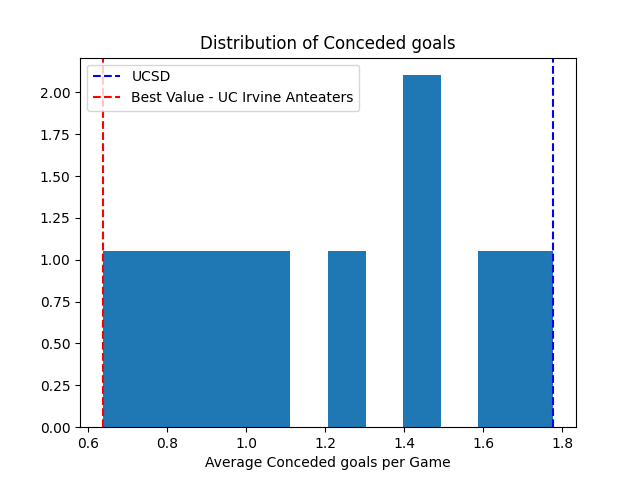 Distribution of Conceded goals
UCSD
Best Value - UC Irvine Anteaters
2.00
1.75
1.50
1.25
1.00
0.75
0.50
0.25
0.00
0.6 0.8 1.0 1.2 1.4 1.6 1.8
Average Conceded goals per Game